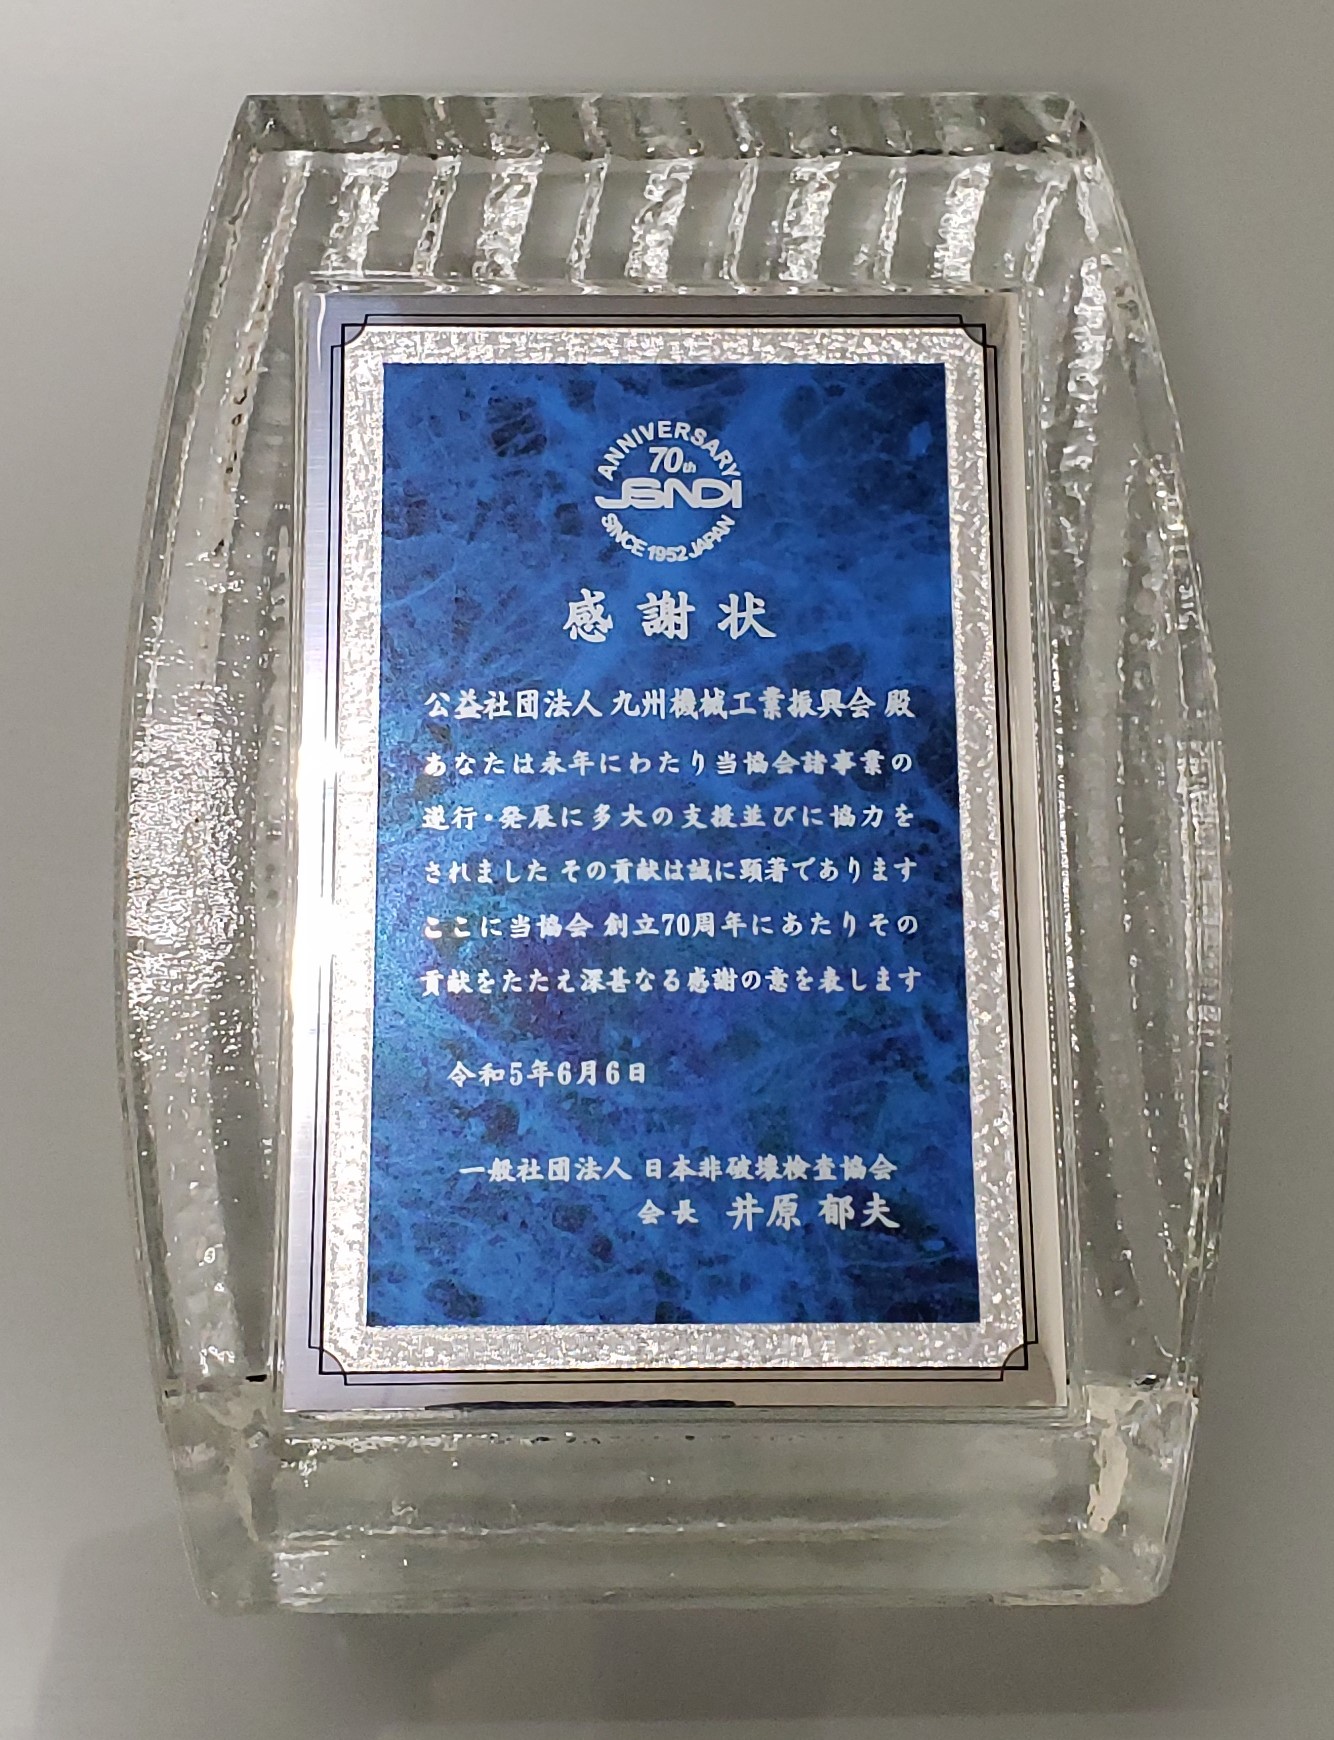 ANNIVERSARY
70th
JSNDI
SINCE 1952 JAPAN
感謝状
公益社団法人 九州機械工業振興会 殿
あなたは永年にわたり当協会諸事業の
遂行・発展に多大の支援並びに協力を
されました その貢献は誠に顕著であります
ここに当協会 創立70周年にあたりその
貢献をたたえ深甚なる感謝の意を表します
令和5年6月6日
一般社団法人 日本非破壊検査協会
会長 井原 郁夫